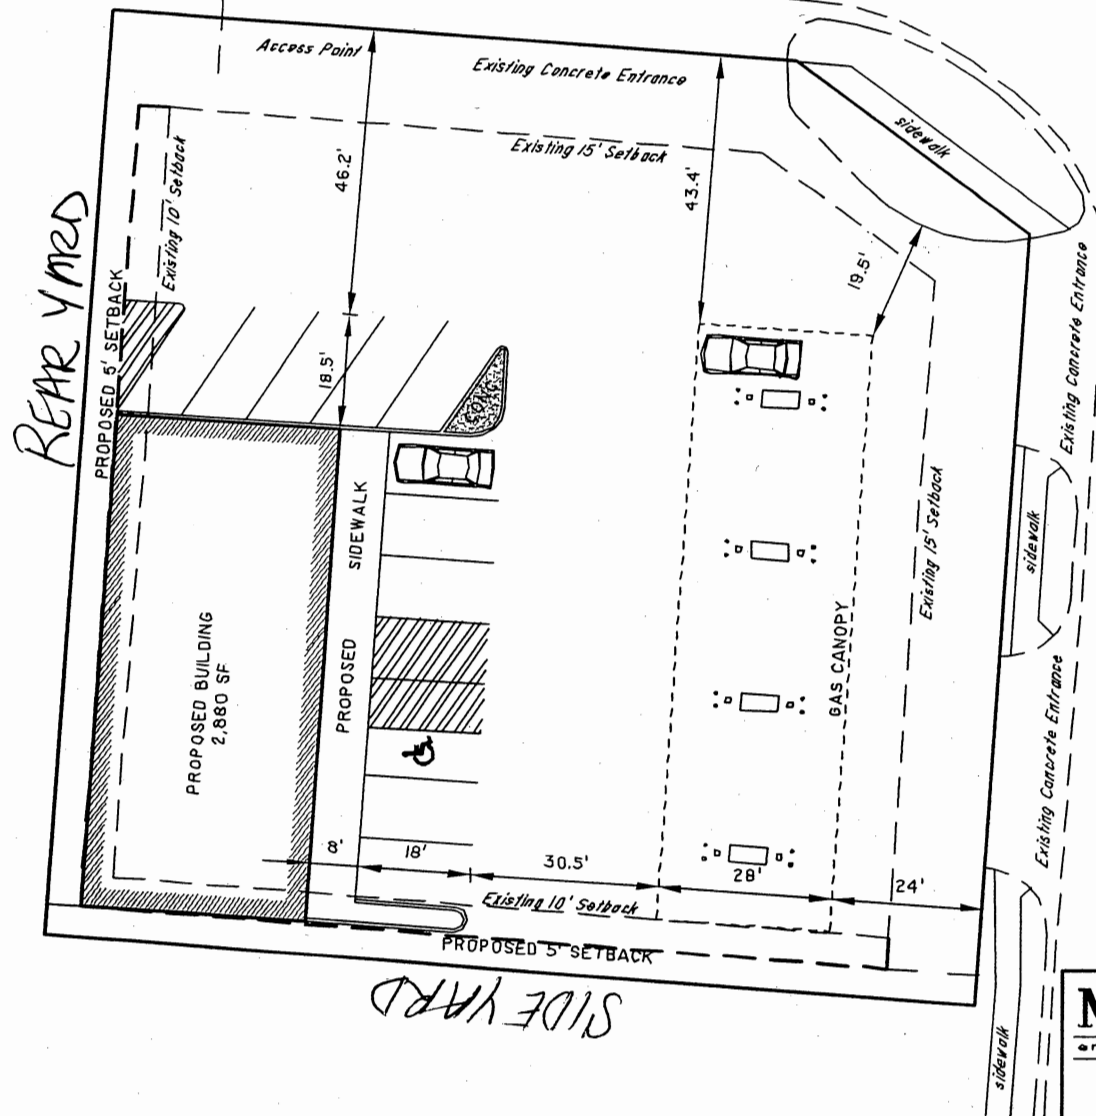 Access Point
Existing Concrete Entrance
sidewalk
Existing 15' Setback
46.2'
43.4'
Existing 10' Setback
REAR YARD
PROPOSED 5' SETBACK
19.5'
Existing Concrete Entrance
18.5'
CONC.
SIDEWALK
PROPOSED
Existing 15' Setback
sidewalk
GAS CANOPY
PROPOSED BUILDING
2,880 SF
Existing Concrete Entrance
8'
18'
30.5'
28'
24'
Existing 10' Setback
PROPOSED 5' SETBACK
SIDE YARD
sidewalk